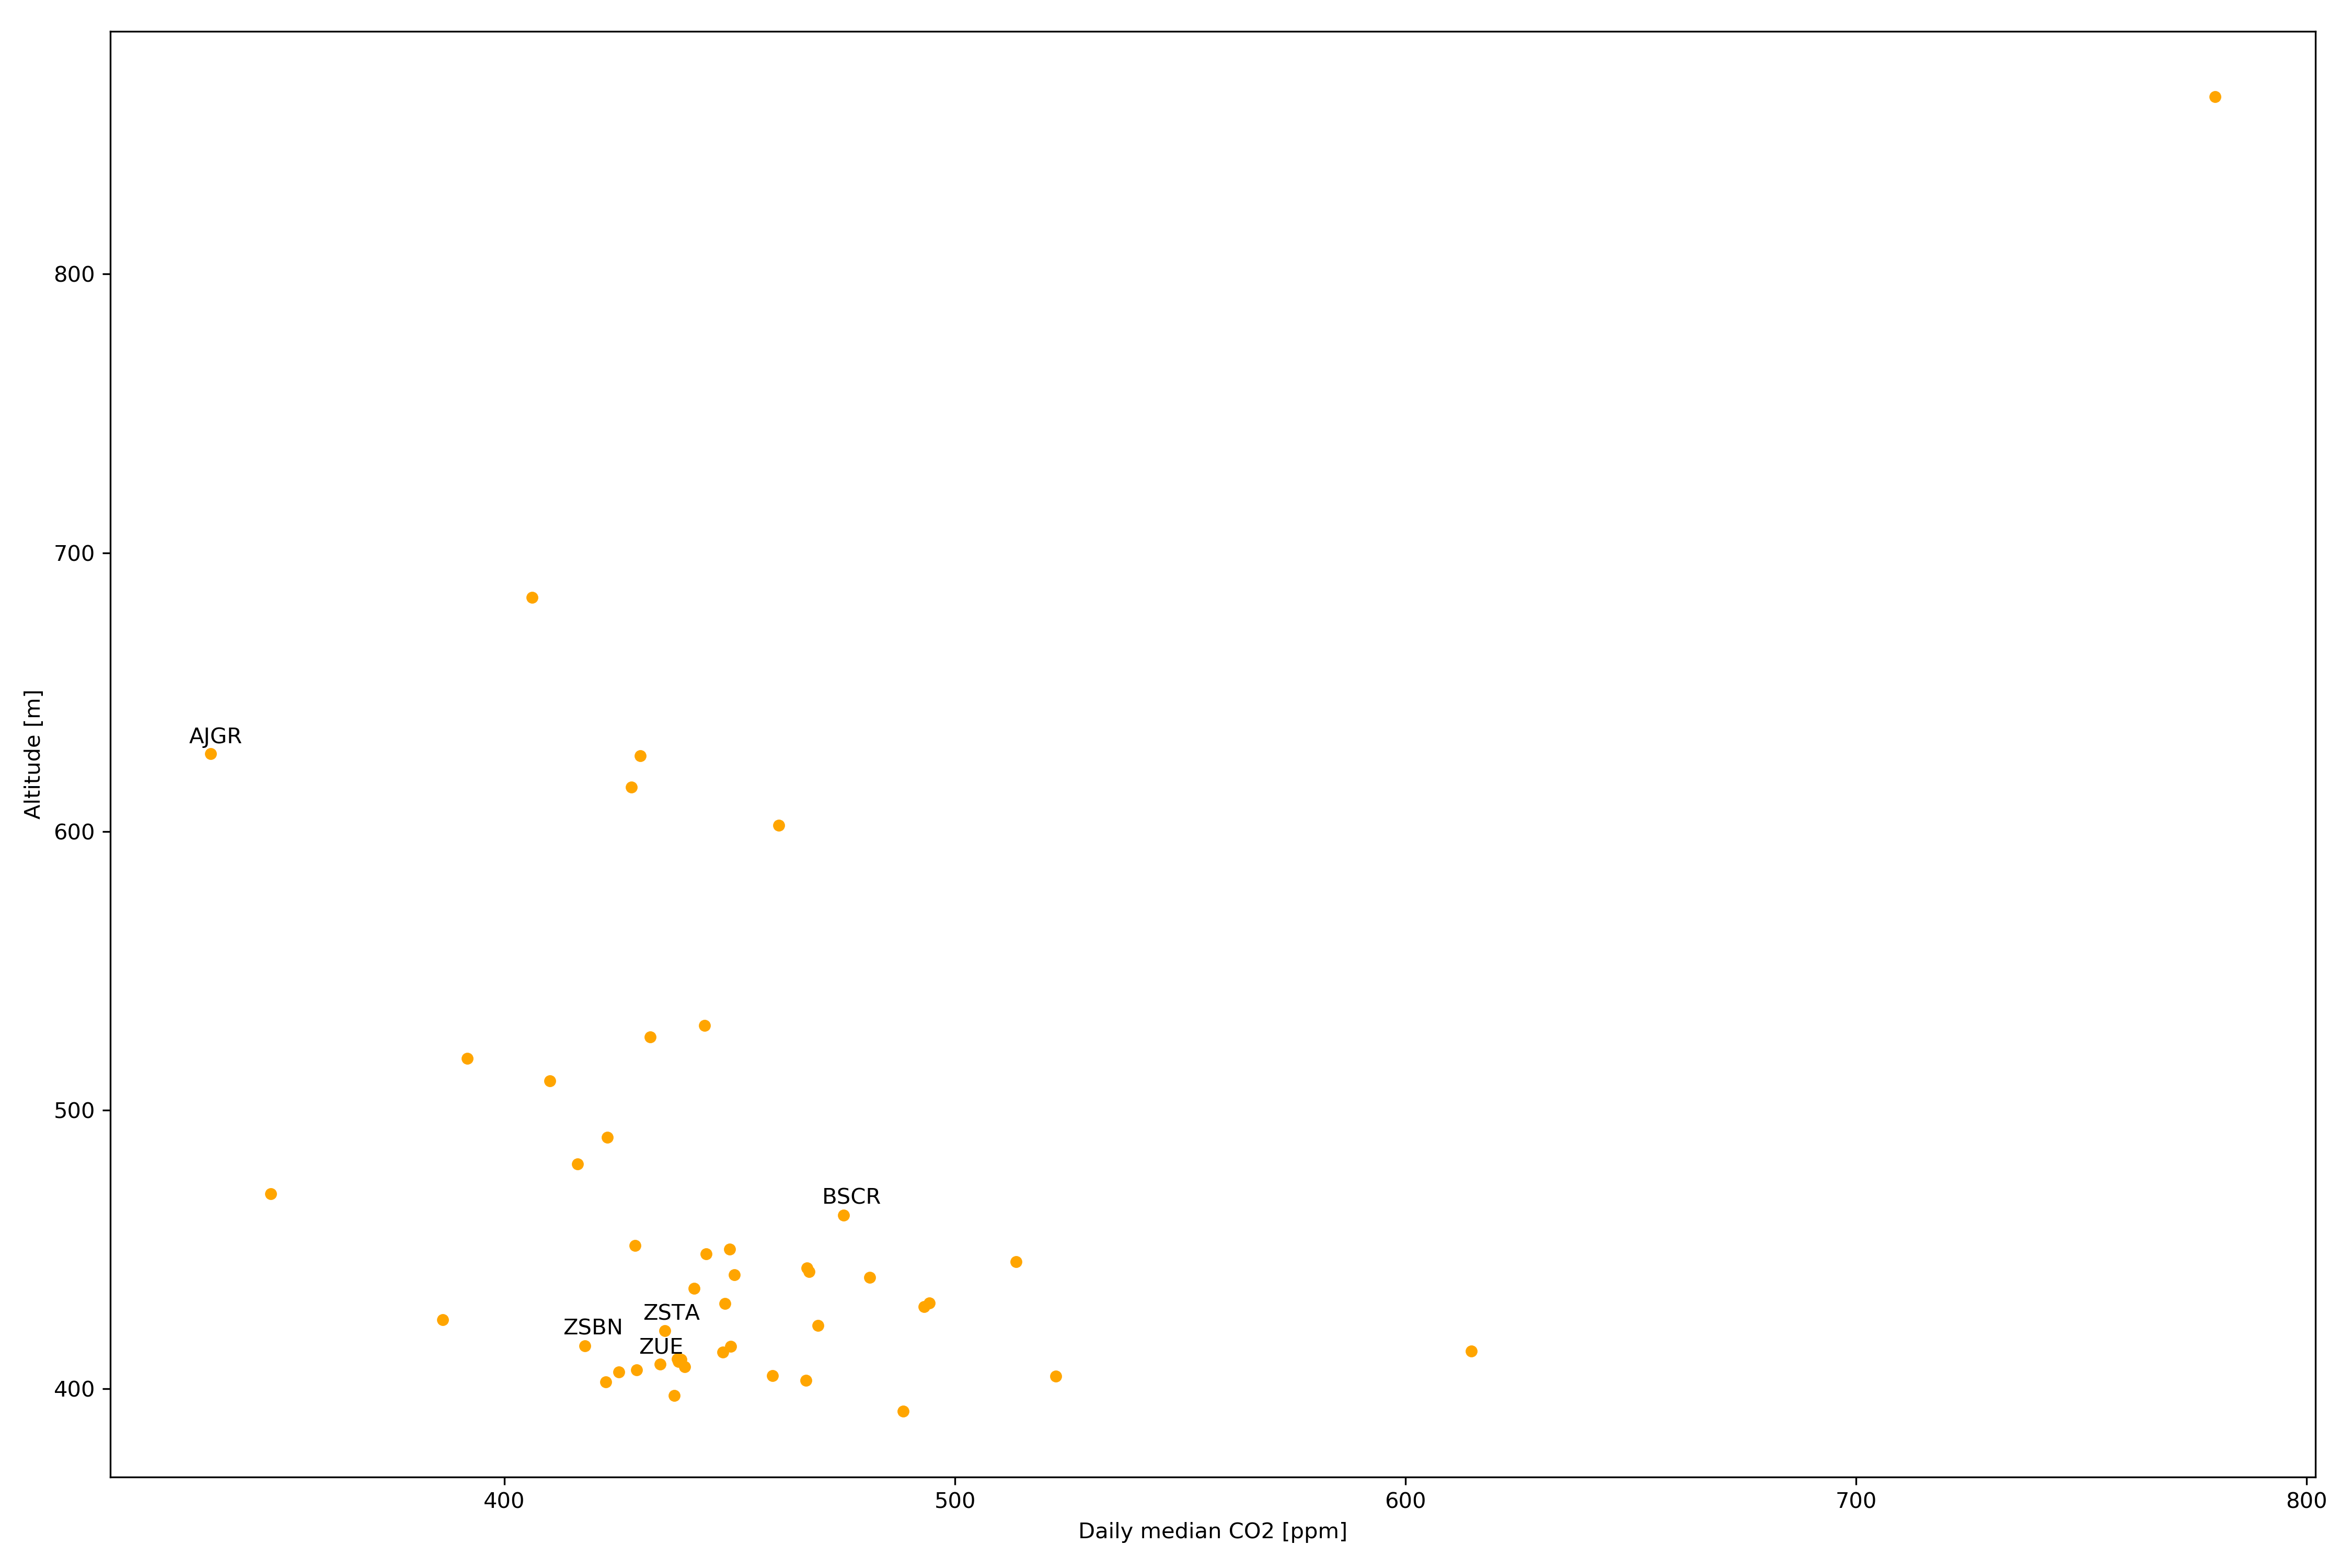 800
700
AJGR
Altitude [m]
600
500
BSCR
ZSTA
ZSBN
ZUE
400
400 500 600 700 800
Daily median CO2 [ppm]